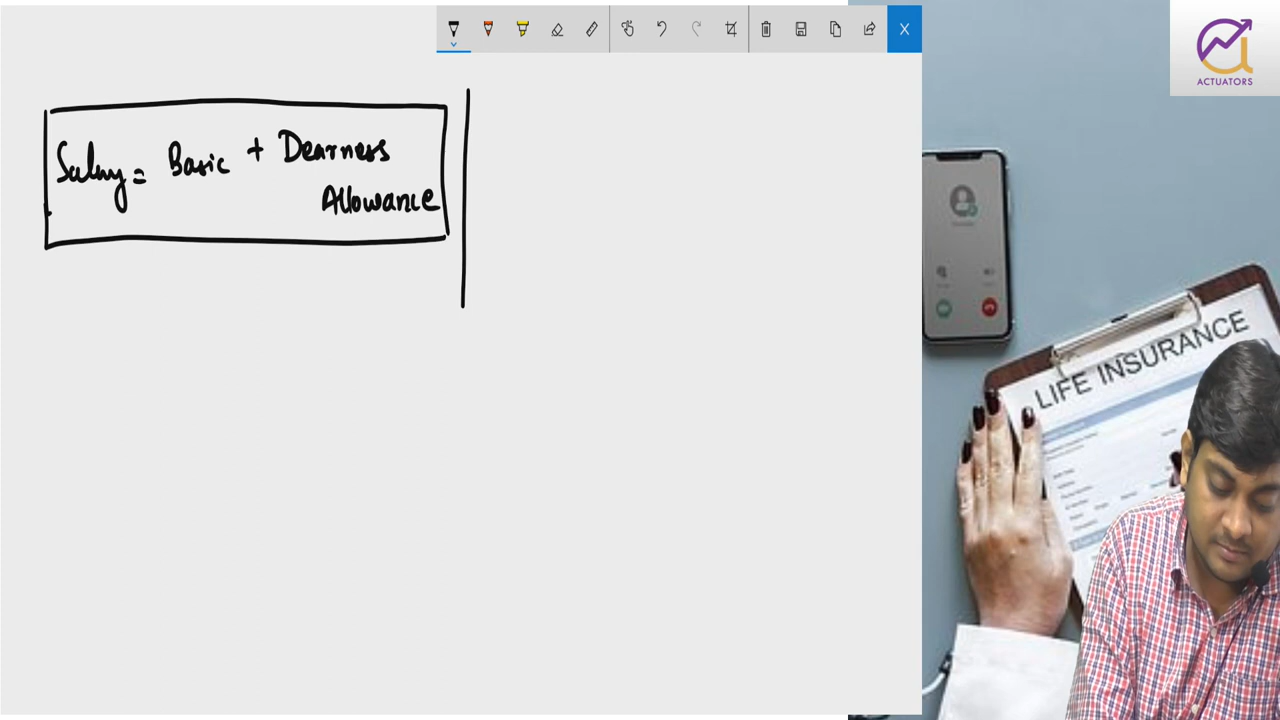 Salary = Basic + Dearness
Allowance
X
ACTUATORS
LIFE INSURANCE